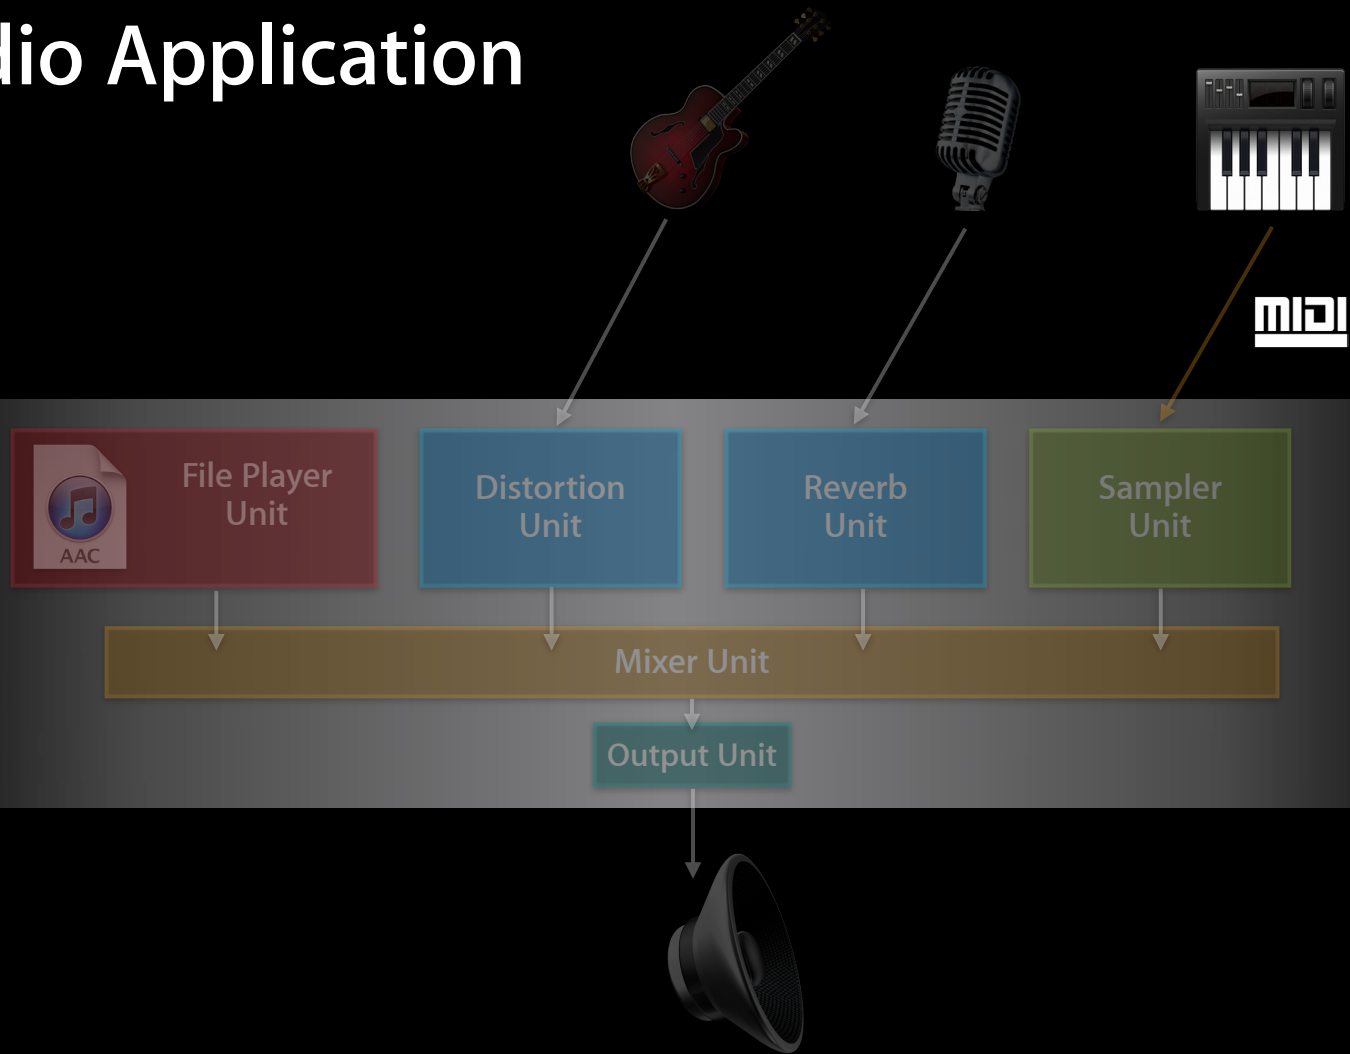 dio Application
MIDI
File Player
Unit
AAC
Distortion
Unit
Reverb
Unit
Sampler
Unit
Mixer Unit
Output Unit